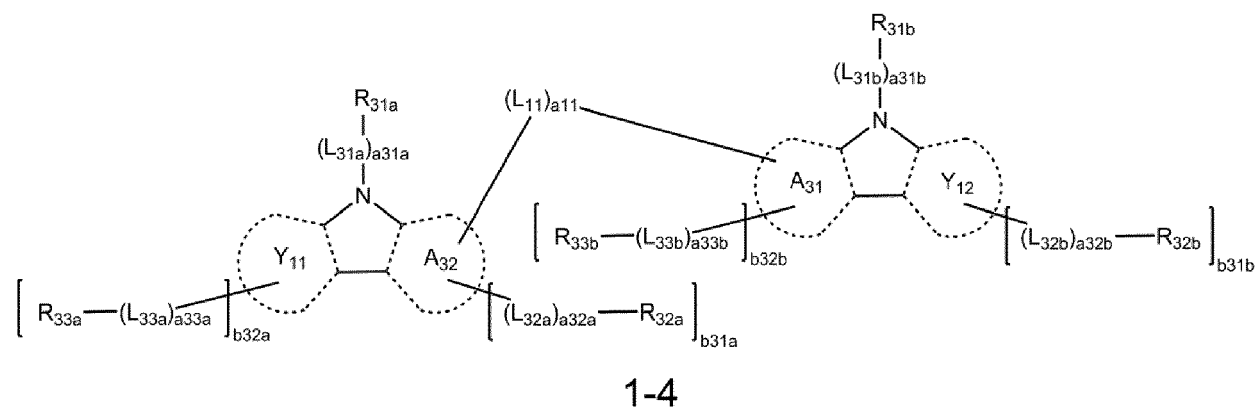 R31b
(L31b)a31b
R31a
(L11)a11
(L31a)a31a
N
N
A31
Y12
[ R33b—(L33b)a33b ]b32b
[ (L32b)a32b—R32b ]b31b
Y11
A32
[ R33a—(L33a)a33a ]b32a
[ (L32a)a32a—R32a ]b31a
1-4